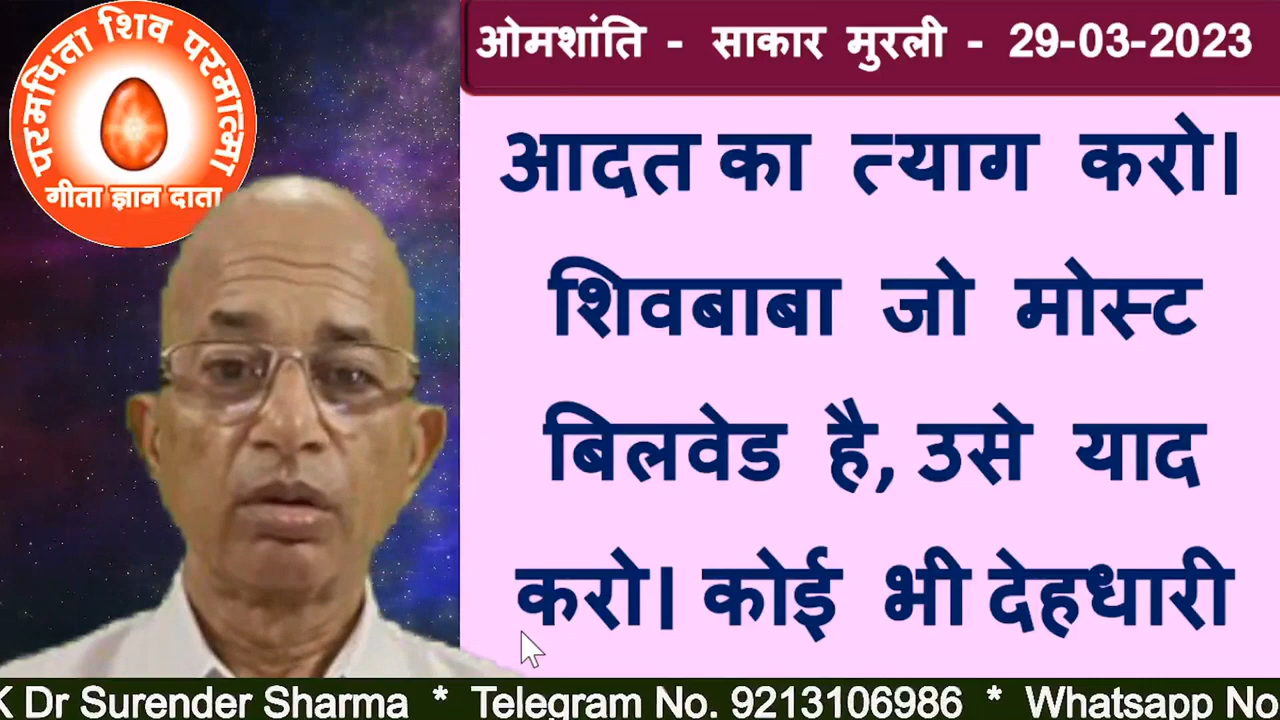 परमपिता शिव परमात्मा
गीता ज्ञान दाता
ओमशांति - साकार मुरली - 29-03-2023
आदत का त्याग करो।
शिवबाबा जो मोस्ट
बिलवेड है, उसे याद
करो। कोई भी देहधारी
K Dr Surender Sharma * Telegram No. 9213106986 * Whatsapp No